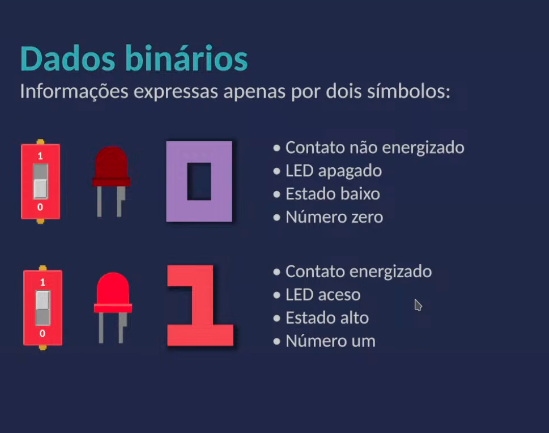 Dados binários
Informações expressas apenas por dois símbolos:
1
0
0
• Contato não energizado
• LED apagado
• Estado baixo
• Número zero
1
0
1
• Contato energizado
• LED aceso
• Estado alto
• Número um